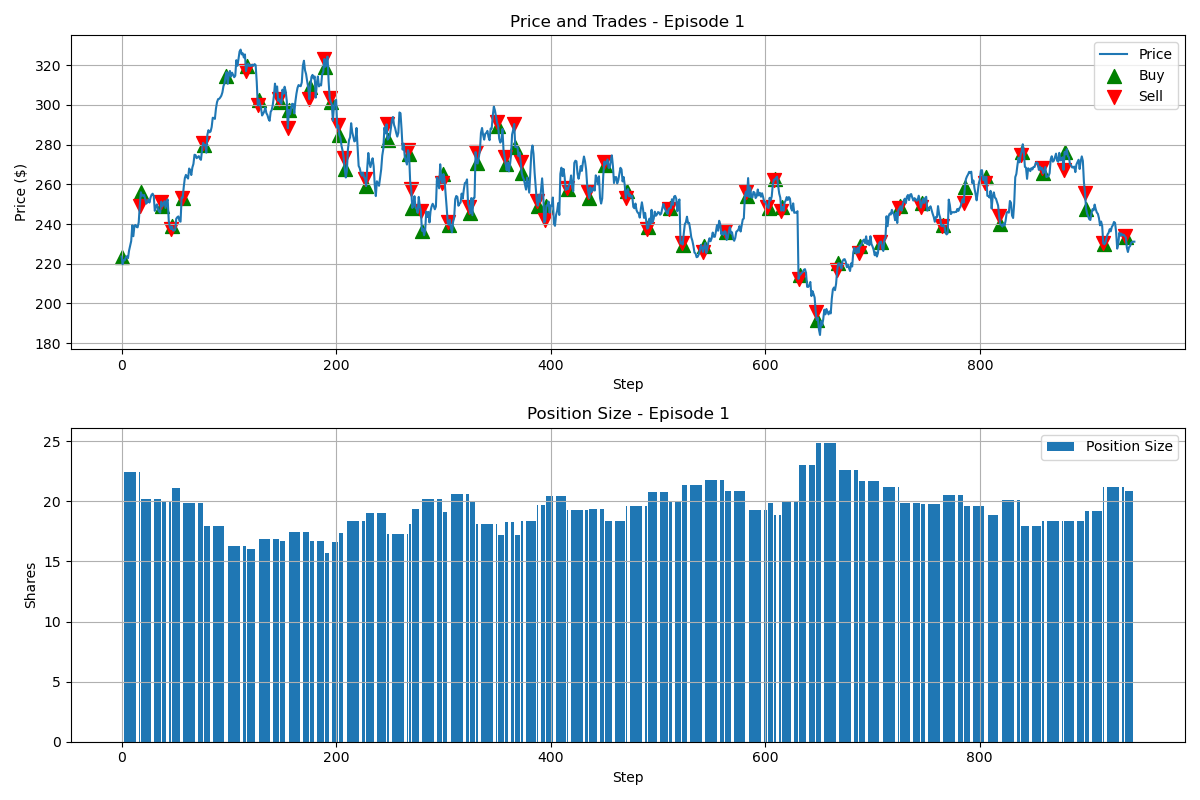 Price and Trades - Episode 1
Price ($)
320
300
280
260
240
220
200
180
Price
Buy
Sell
0 200 400 600 800
Step
Position Size - Episode 1
Shares
25
20
15
10
5
0
Position Size
0 200 400 600 800
Step